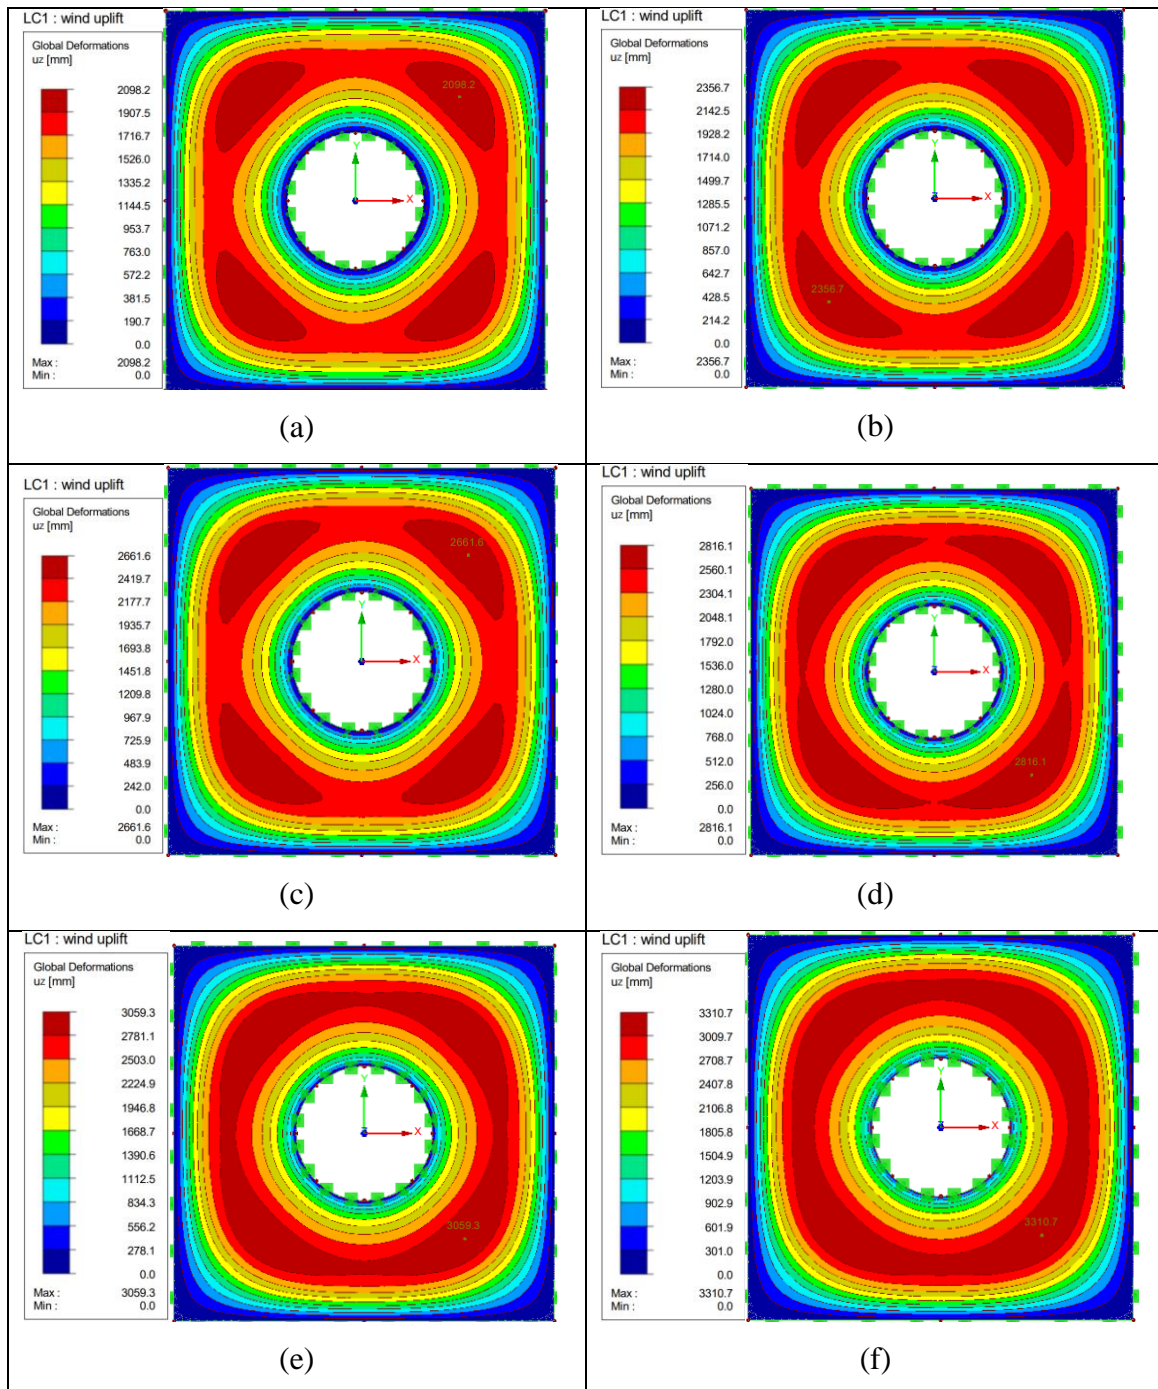 LC1 : wind uplift
Global Deformations
uz [mm]
2098.2
1907.5
1716.7
1526.0
1335.2
1144.5
953.7
763.0
572.2
381.5
190.7
0.0
Max : 2098.2
Min : 0.0
2098.2
Y
X
(a)
LC1 : wind uplift
Global Deformations
uz [mm]
2356.7
2142.5
1928.2
1714.0
1499.7
1285.5
1071.2
857.0
642.7
428.5
214.2
0.0
Max : 2356.7
Min : 0.0
2356.7
Y
X
(b)
LC1 : wind uplift
Global Deformations
uz [mm]
2661.6
2419.7
2177.7
1935.7
1693.8
1451.8
1209.8
967.9
725.9
483.9
242.0
0.0
Max : 2661.6
Min : 0.0
2661.6
Y
X
(c)
LC1 : wind uplift
Global Deformations
uz [mm]
2816.1
2560.1
2304.1
2048.1
1792.0
1536.0
1280.0
1024.0
768.0
512.0
256.0
0.0
Max : 2816.1
Min : 0.0
2816.1
Y
X
(d)
LC1 : wind uplift
Global Deformations
uz [mm]
3059.3
2781.1
2503.0
2224.9
1946.8
1668.7
1390.6
1112.5
834.3
556.2
278.1
0.0
Max : 3059.3
Min : 0.0
3059.3
Y
X
(e)
LC1 : wind uplift
Global Deformations
uz [mm]
3310.7
3009.7
2708.7
2407.8
2106.8
1805.8
1504.9
1203.9
902.9
601.9
301.0
0.0
Max : 3310.7
Min : 0.0
3310.7
Y
X
(f)